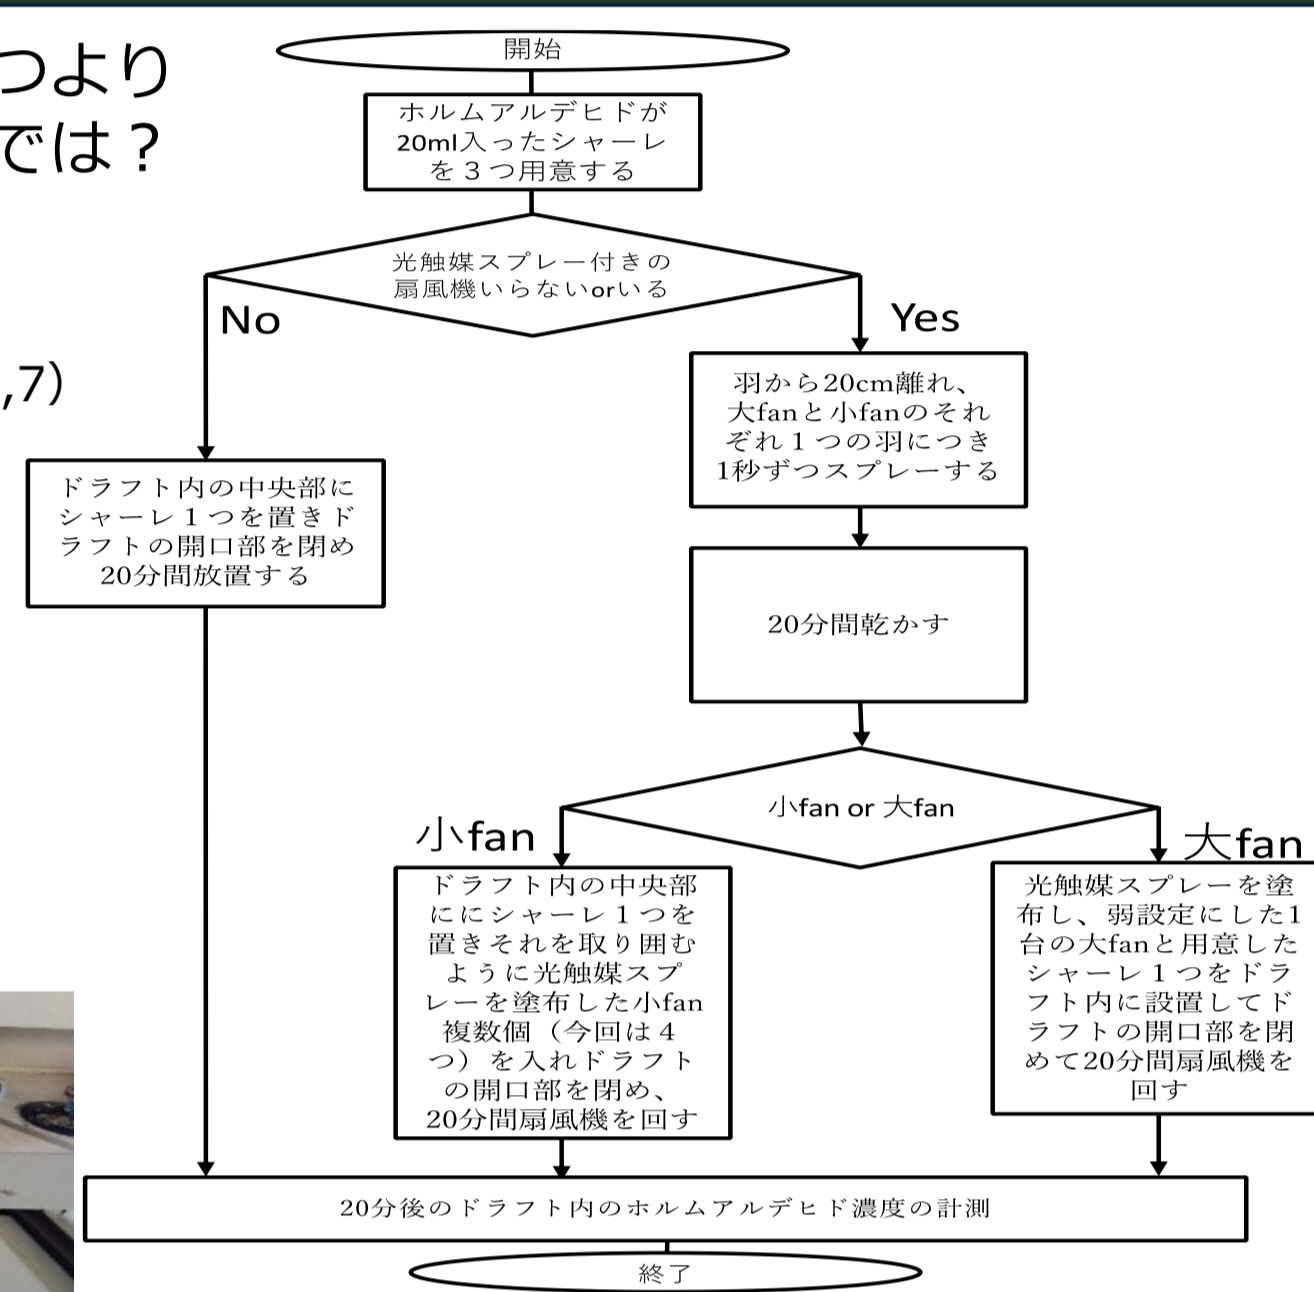 つより
では？
,7）
開始
ホルムアルデヒドが
20ml入ったシャーレ
を３つ用意する
光触媒スプレー付きの
扇風機いらないorいる
No
Yes
羽から20cm離れ、
大fanと小fanのそれ
ぞれ１つの羽につき
1秒ずつスプレーする
ドラフト内の中央部に
シャーレ１つを置きド
ラフトの開口部を閉め
20分間放置する
20分間乾かす
小fan or 大fan
小fan
大fan
ドラフト内の中央部
ににシャーレ１つを
置きそれを取り囲む
ように光触媒スプ
レーを塗布した小fan
複数個（今回は４
つ）を入れドラフト
の開口部を閉め、
20分間扇風機を回す
光触媒スプレーを塗
布し、弱設定にした1
台の大fanと用意した
シャーレ１つをドラ
フト内に設置してド
ラフトの開口部を閉
めて20分間扇風機を
回す
20分後のドラフト内のホルムアルデヒド濃度の計測
終了